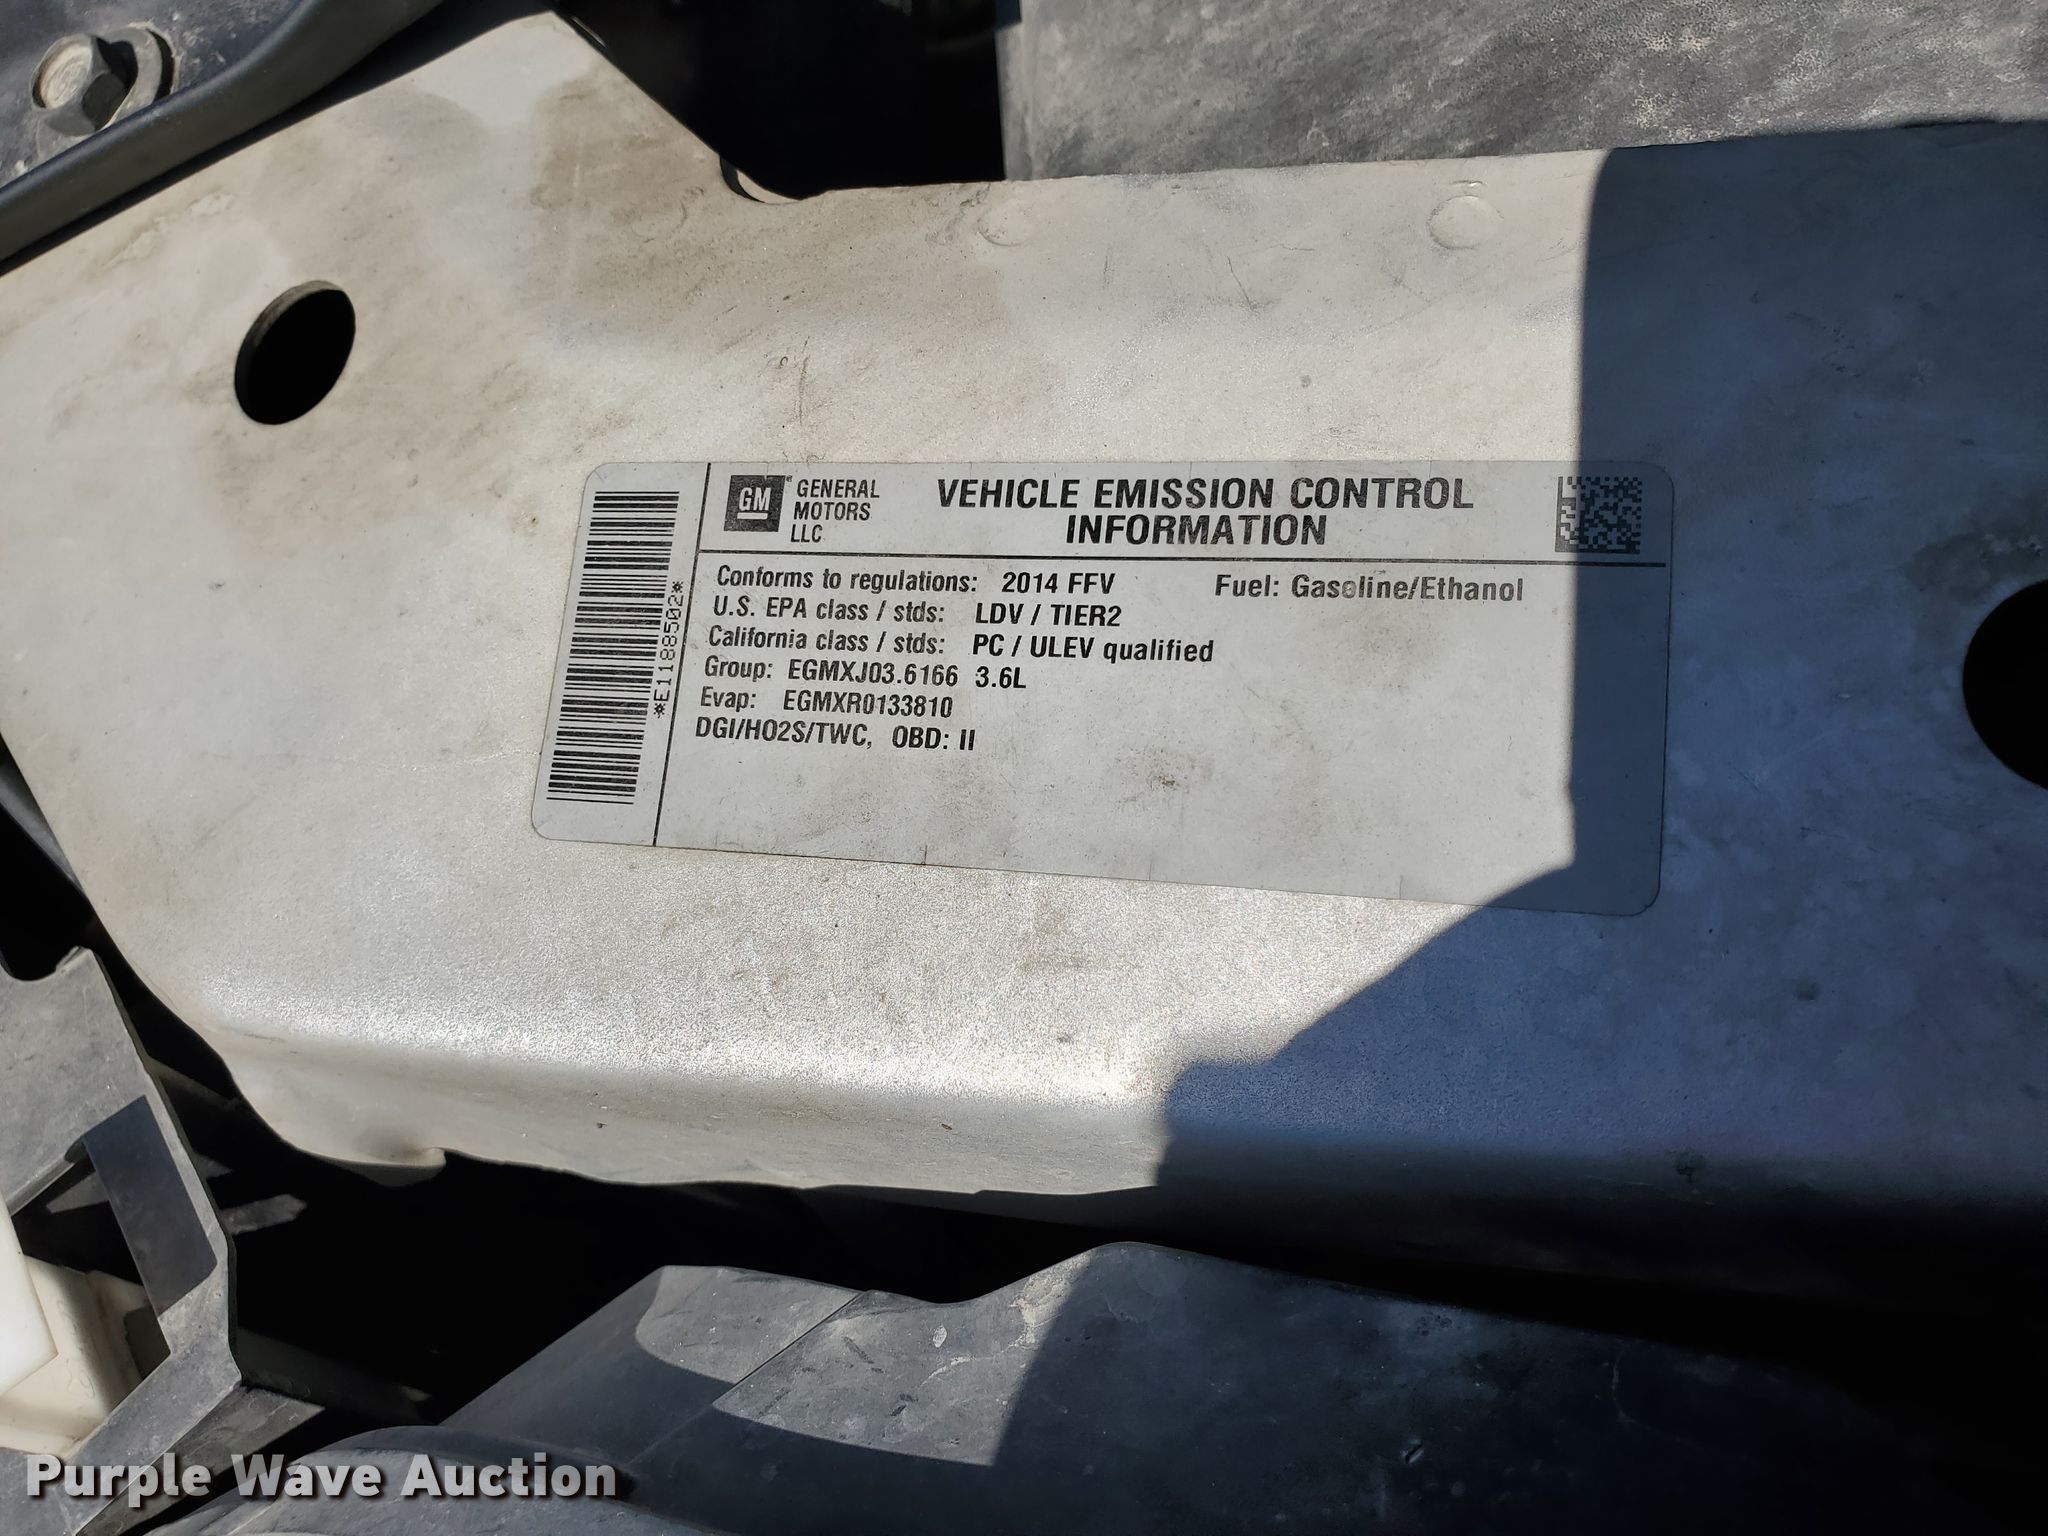 GM GENERAL MOTORS LLC
VEHICLE EMISSION CONTROL
INFORMATION
Conforms to regulations: 2014 FFV Fuel: Gasoline/Ethanol
U.S. EPA class / stds: LDV / TIER2
California class / stds: PC / ULEV qualified
Group: EGMXJ03.6166 3.6L
Evap: EGMXR0133810
DGI/HO2S/TWC, OBD: II
*E1188502*
Purple Wave Auction